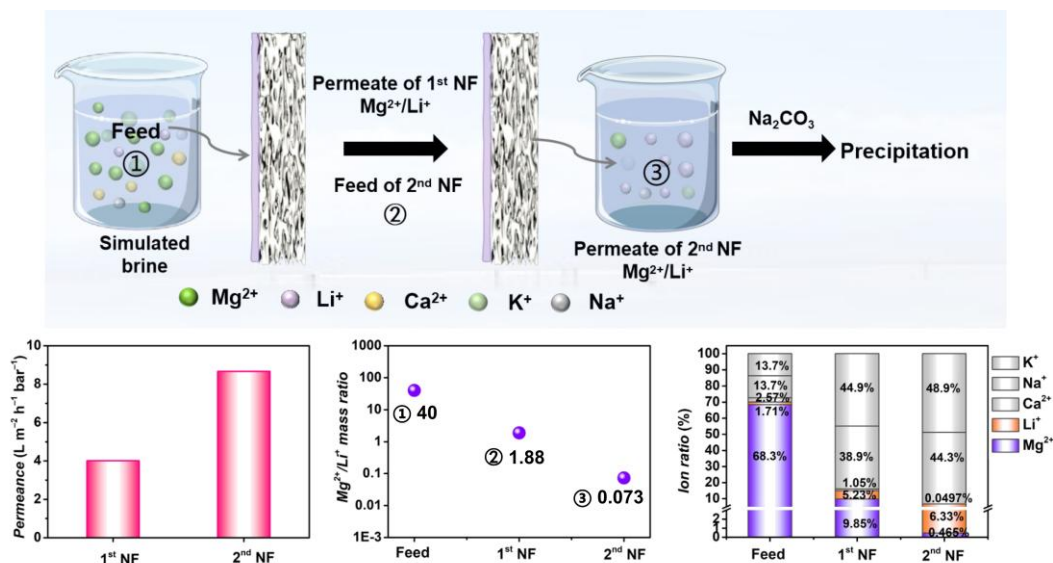 Feed
①
Simulated
brine
Permeate of 1st NF
Mg2+/Li+
Feed of 2nd NF
②
③
Permeate of 2nd NF
Mg2+/Li+
Na2CO3
Precipitation
Mg2+ Li+ Ca2+ K+ Na+
Permeance (L m−2 h−1 bar−1)
10
8
6
4
2
0
1st NF 2nd NF
Mg2+/Li+ mass ratio
1000
100
10
1
0.1
0.01
1E-3
① 40
② 1.88
③ 0.073
Feed 1st NF 2nd NF
Ion ratio (%)
100
90
80
70
60
50
40
30
20
10
2
0
13.7% 44.9% 48.9%
13.7% 38.9% 44.3%
2.57% 1.05% 0.0497%
1.71% 5.23% 6.33%
68.3% 9.85% 0.465%
Feed 1st NF 2nd NF
K+
Na+
Ca2+
Li+
Mg2+